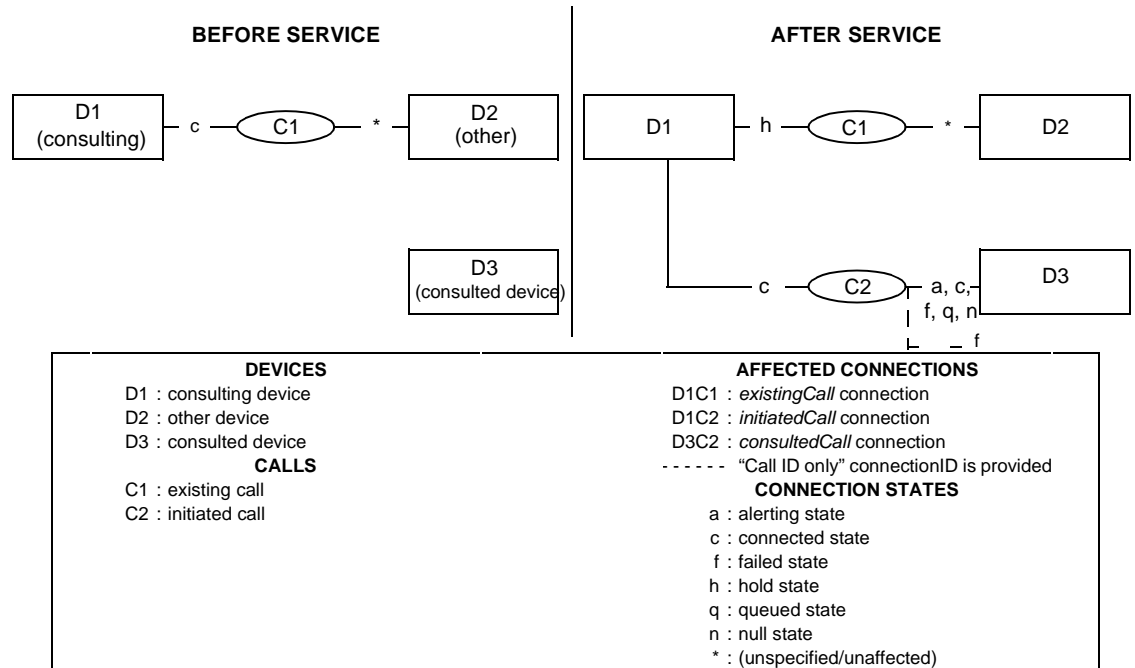 BEFORE SERVICE
AFTER SERVICE
D1
(consulting)
c
C1
*
D2
(other)
D1
h
C1
*
D2
D3
(consulted device)
c
C2
a, c,
f, q, n
D3
f
DEVICES
D1 : consulting device
D2 : other device
D3 : consulted device
CALLS
C1 : existing call
C2 : initiated call
AFFECTED CONNECTIONS
D1C1 : existingCall connection
D1C2 : initiatedCall connection
D3C2 : consultedCall connection
- - - - - - “Call ID only” connectionID is provided
CONNECTION STATES
a : alerting state
c : connected state
f : failed state
h : hold state
q : queued state
n : null state
* : (unspecified/unaffected)